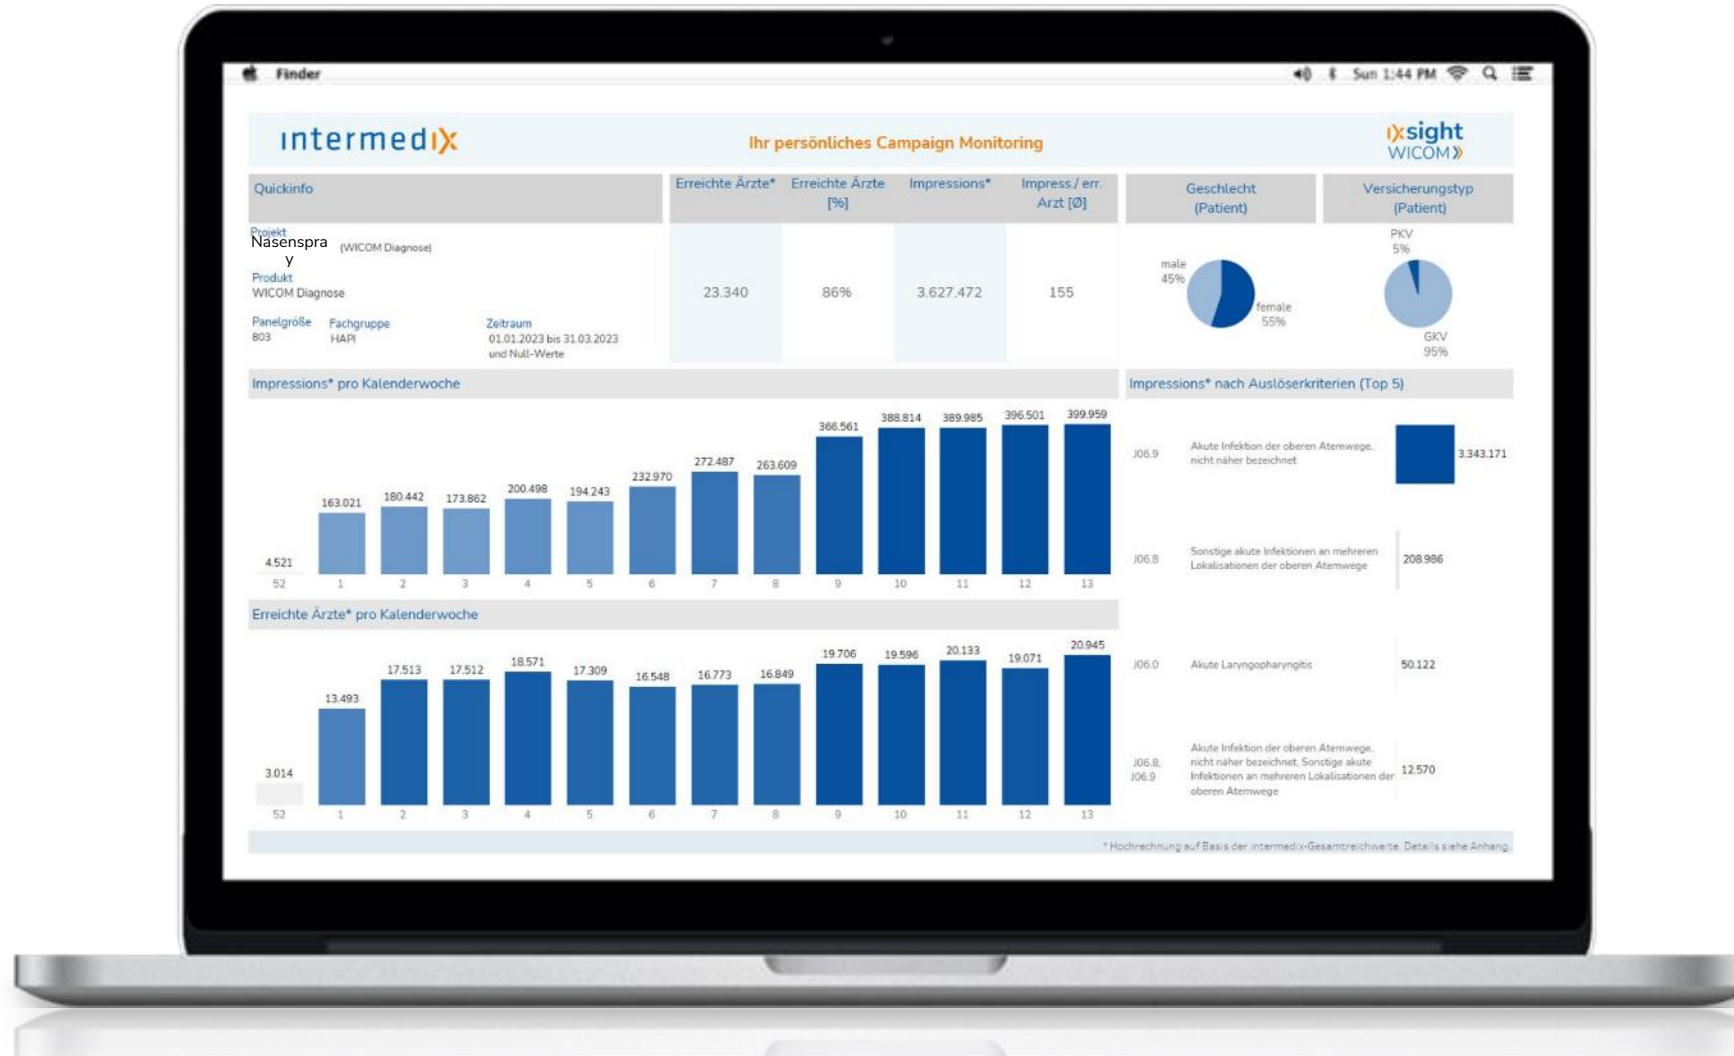 Finder
Sun 1:44 PM
intermedix
Ihr persönliches Campaign Monitoring
ixsight
WICOM
Quickinfo
Erreichte Ärzte*
Erreichte Ärzte
[%]
Impressions*
Impress./ err.
Arzt [Ø]
Geschlecht
(Patient)
Versicherungstyp
(Patient)
Projekt
Nasenspra
y
(WICOM Diagnose)
Produkt
WICOM Diagnose
Panelgröße
803
Fachgruppe
HAPI
Zeitraum
01.01.2023 bis 31.03.2023
und Null-Werte
23.340
86%
3.627.472
155
male
45%
female
55%
PKV
5%
GKV
95%
Impressions* pro Kalenderwoche
4.521 163.021 180.442 173.862 200.498 194.243 232.970 272.487 263.609 366.561 388.814 389.985 396.501 399.959
52 1 2 3 4 5 6 7 8 9 10 11 12 13
Erreichte Ärzte* pro Kalenderwoche
3.014 13.493 17.513 17.512 18.571 17.309 16.548 16.773 16.849 19.706 19.596 20.133 19.071 20.945
52 1 2 3 4 5 6 7 8 9 10 11 12 13
Impressions* nach Auslöserkriterien (Top 5)
J06.9
Akute Infektion der oberen Atemwege,
nicht näher bezeichnet
3.343.171
J06.8
Sonstige akute Infektionen an mehreren
Lokalisationen der oberen Atemwege
208.986
J06.0
Akute Laryngopharyngitis
50.122
J06.8,
J06.9
Akute Infektion der oberen Atemwege,
nicht näher bezeichnet, Sonstige akute
Infektionen an mehreren Lokalisationen der
oberen Atemwege
12.570
* Hochrechnung auf Basis der intermedix-Gesamtreichweite. Details siehe Anhang.